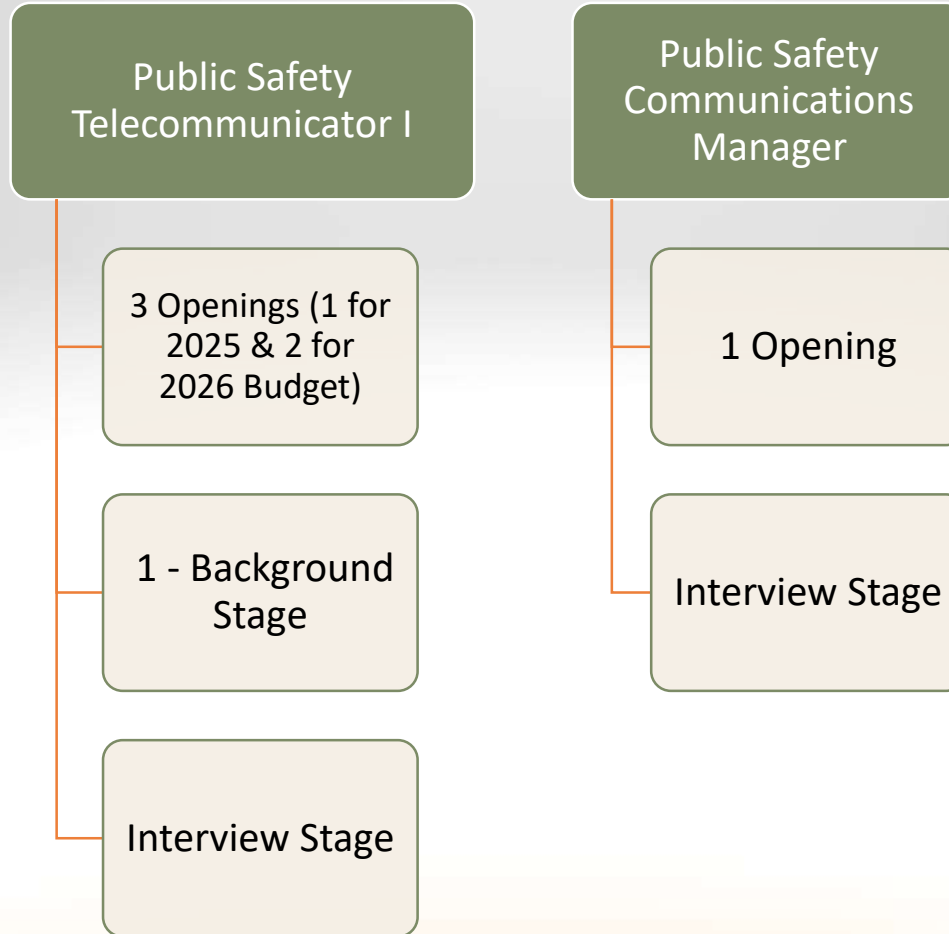 Public Safety
Telecommunicator I
3 Openings (1 for
2025 & 2 for
2026 Budget)
1 - Background
Stage
Interview Stage
Public Safety
Communications
Manager
1 Opening
Interview Stage